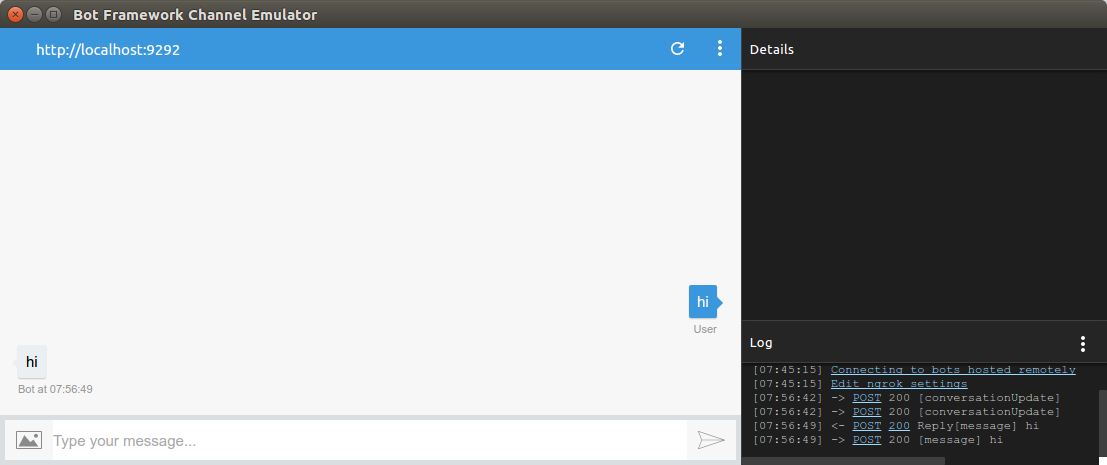 Bot Framework Channel Emulator
http://localhost:9292
hi
User
hi
Bot at 07:56:49
Type your message...
Details
Log
[07:45:15] Connecting to bots hosted remotely
[07:45:15] Edit ngrok settings
[07:56:42] -> POST 200 [conversationUpdate]
[07:56:42] -> POST 200 [conversationUpdate]
[07:56:49] <- POST 200 Reply[message] hi
[07:56:49] -> POST 200 [message] hi